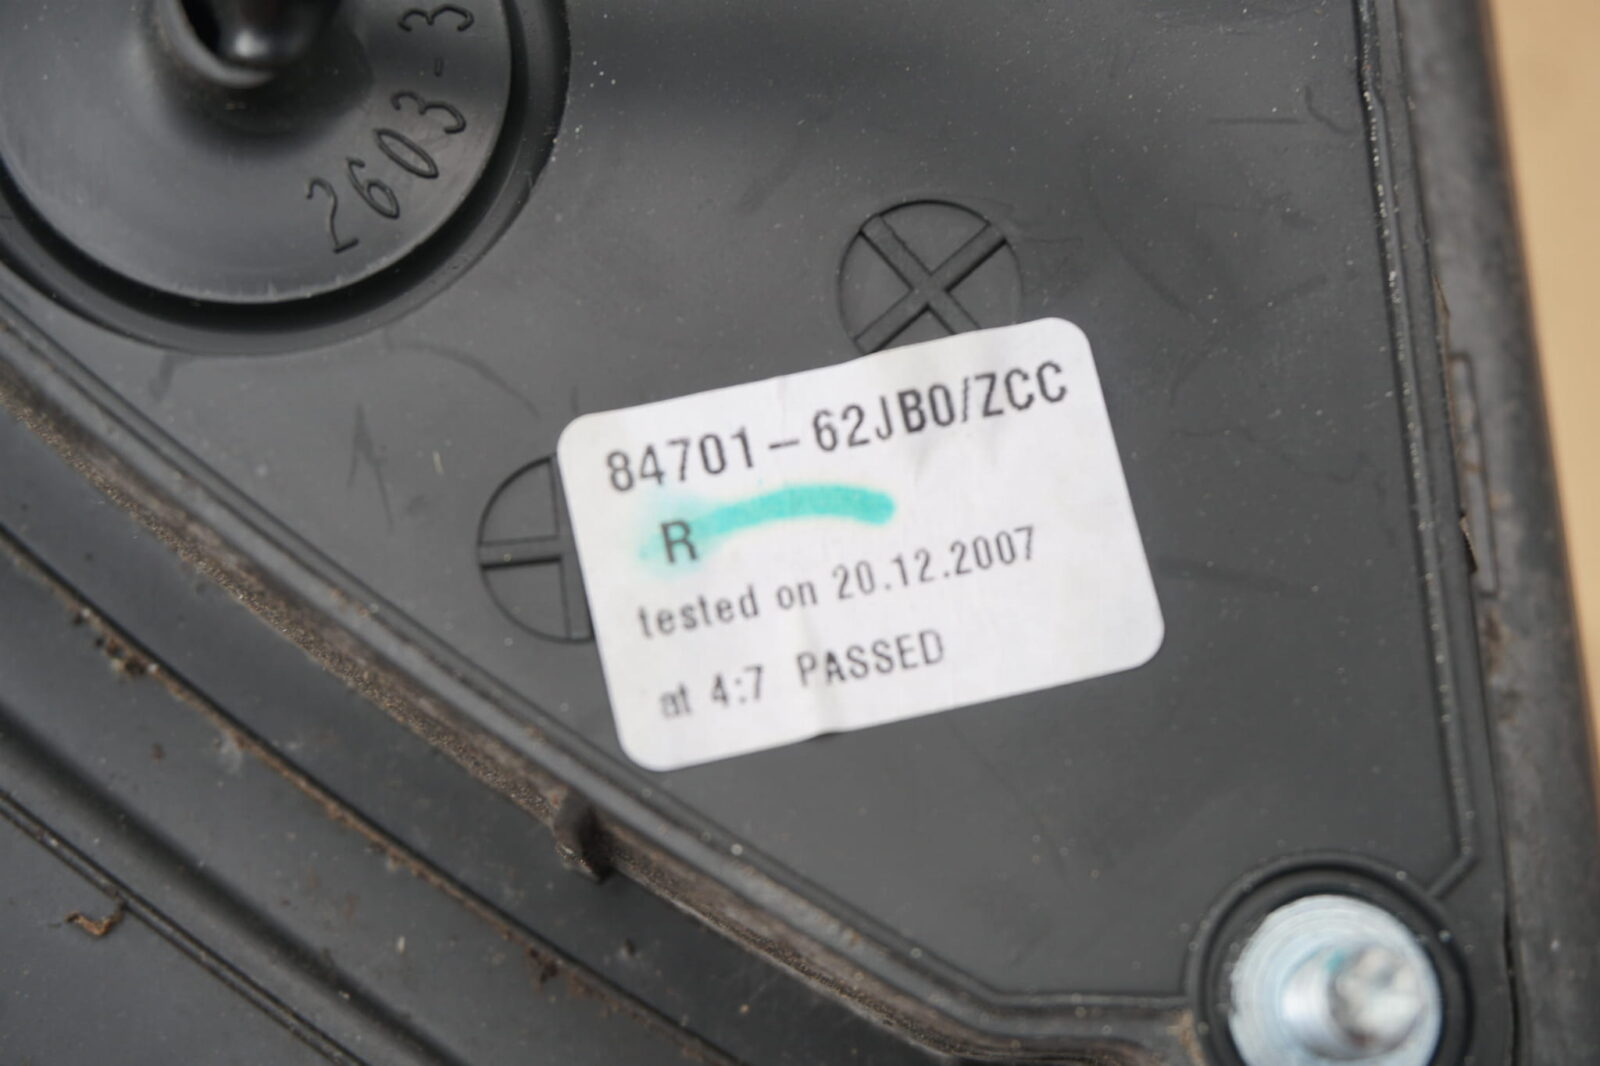 2603-3
84701-62JB0/ZCC
R
tested on 20.12.2007
at 4:7 PASSED